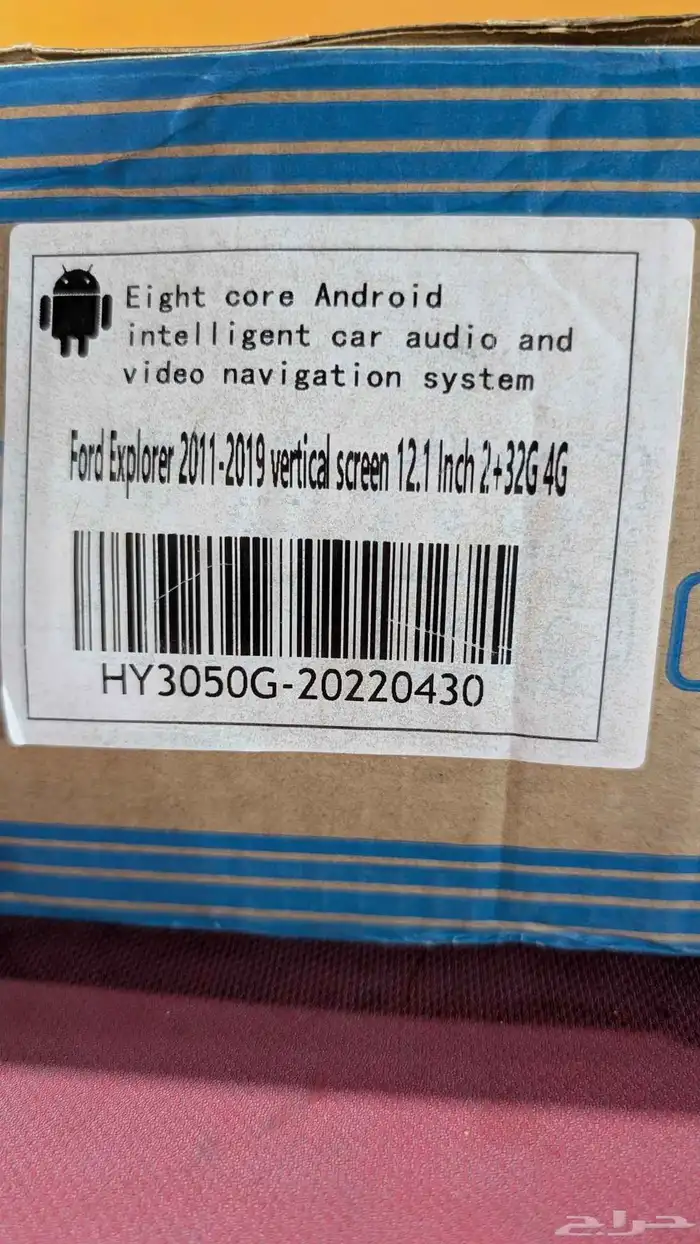 Eight core Android
intelligent car audio and
video navigation system
Ford Explorer 2011-2019 vertical screen 12.1 Inch 2+32G 4G
HY3050G-20220430
حراج